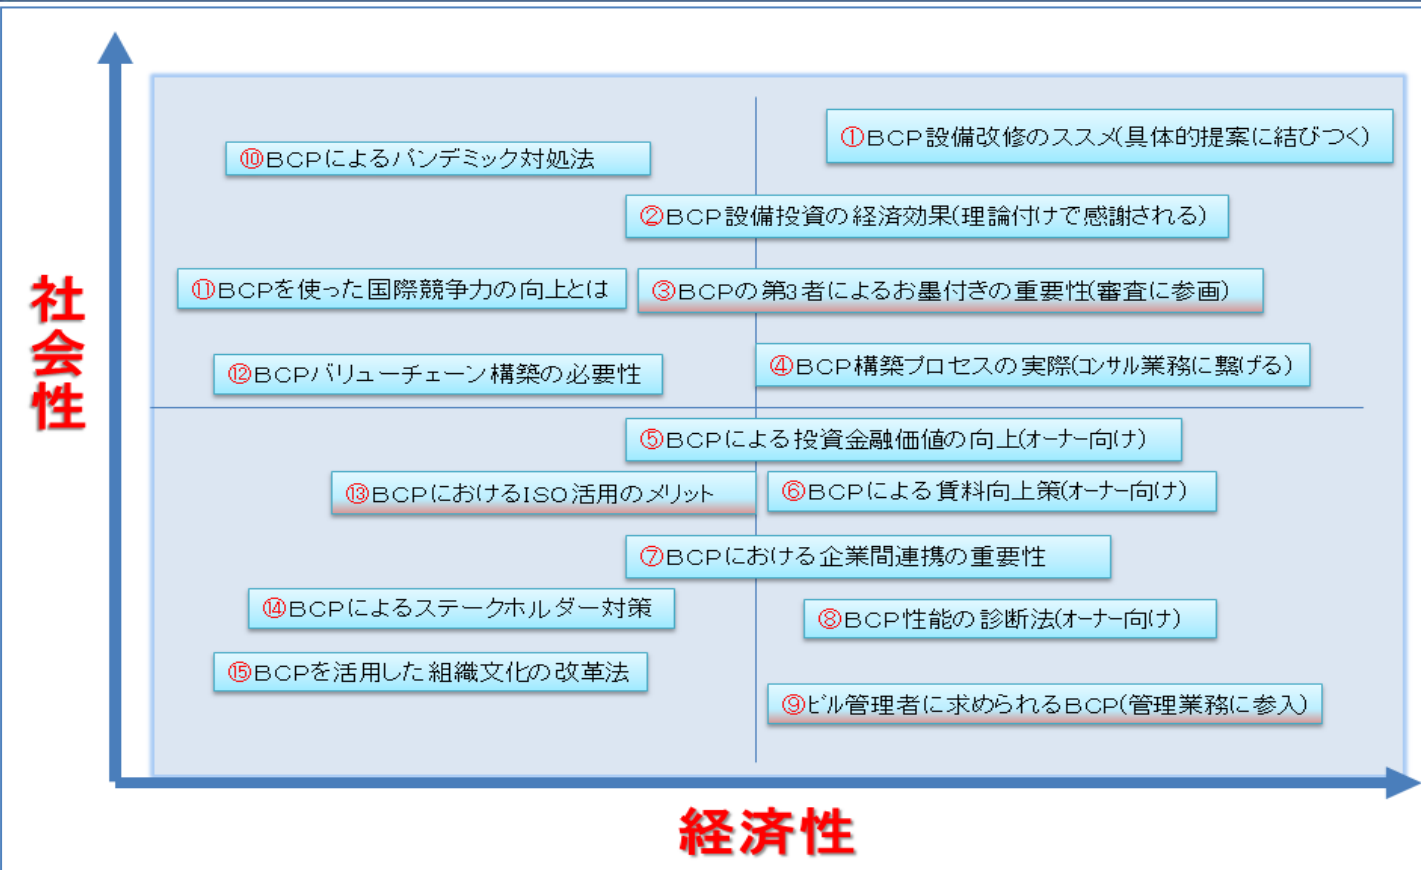 社会性
①BCP設備改修のススメ(具体的提案に結びつく)
⑩BCPによるパンデミック対処法
②BCP設備投資の経済効果(理論付けで感謝される)
⑪BCPを使った国際競争力の向上とは
③BCPの第3者によるお墨付きの重要性(審査に参画)
⑫BCPバリューチェーン構築の必要性
④BCP構築プロセスの実際(コンサル業務に繋げる)
⑤BCPによる投資金融価値の向上(オーナー向け)
⑬BCPにおけるISO活用のメリット
⑥BCPによる賃料向上策(オーナー向け)
⑦BCPにおける企業間連携の重要性
⑭BCPによるステークホルダー対策
⑧BCP性能の診断法(オーナー向け)
⑮BCPを活用した組織文化の改革法
⑨ビル管理者に求められるBCP(管理業務に参入)
経済性